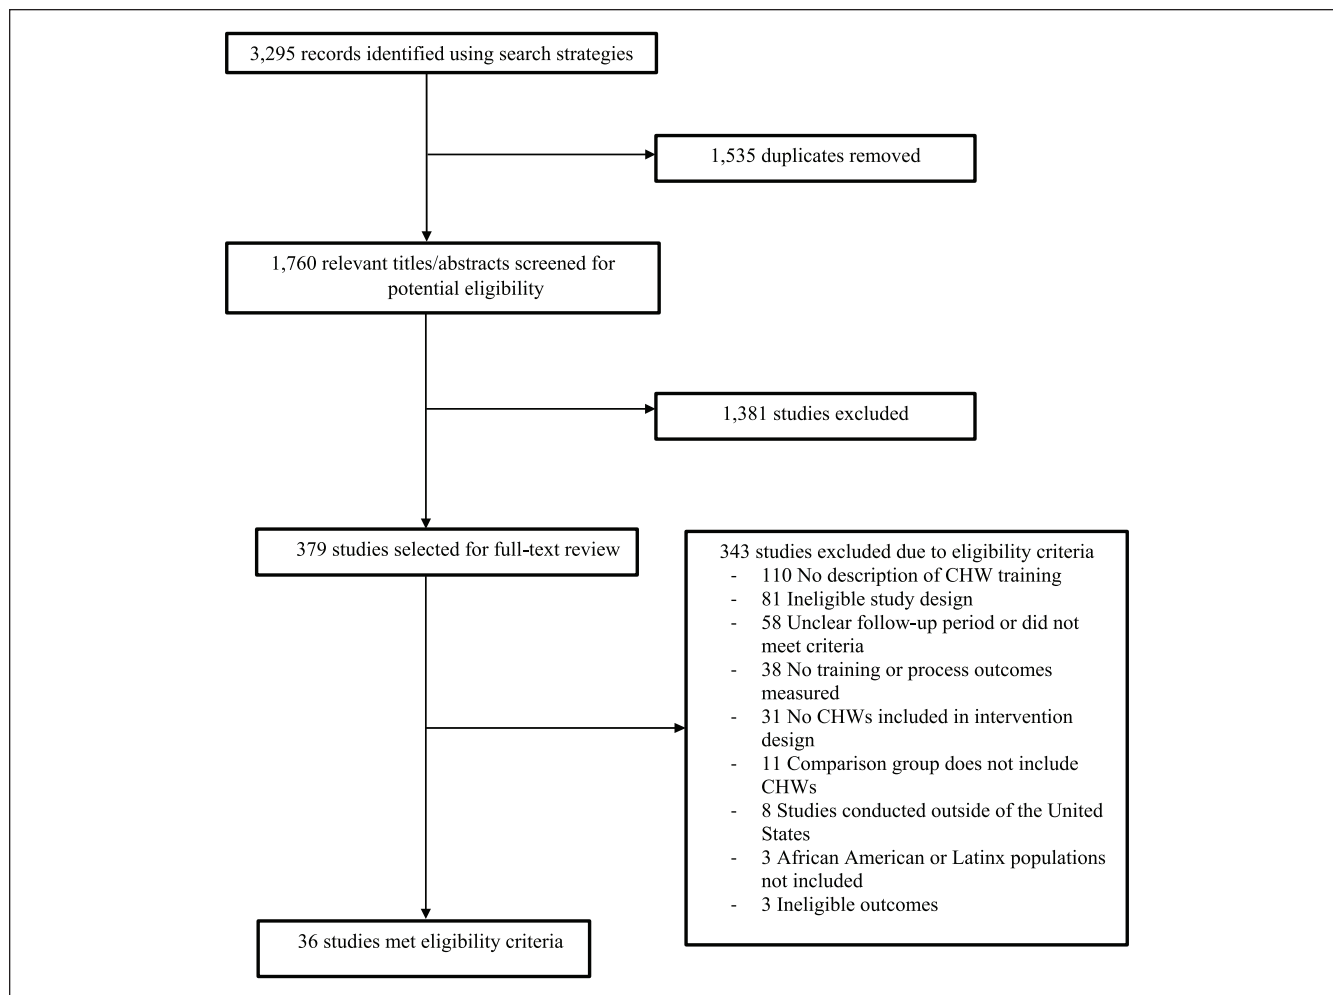 3,295 records identified using search strategies
1,535 duplicates removed
1,760 relevant titles/abstracts screened for
potential eligibility
1,381 studies excluded
379 studies selected for full-text review
343 studies excluded due to eligibility criteria
- 110 No description of CHW training
- 81 Ineligible study design
- 58 Unclear follow-up period or did not
meet criteria
- 38 No training or process outcomes
measured
- 31 No CHWs included in intervention
design
- 11 Comparison group does not include
CHWs
- 8 Studies conducted outside of the United
States
- 3 African American or Latinx populations
not included
- 3 Ineligible outcomes
36 studies met eligibility criteria